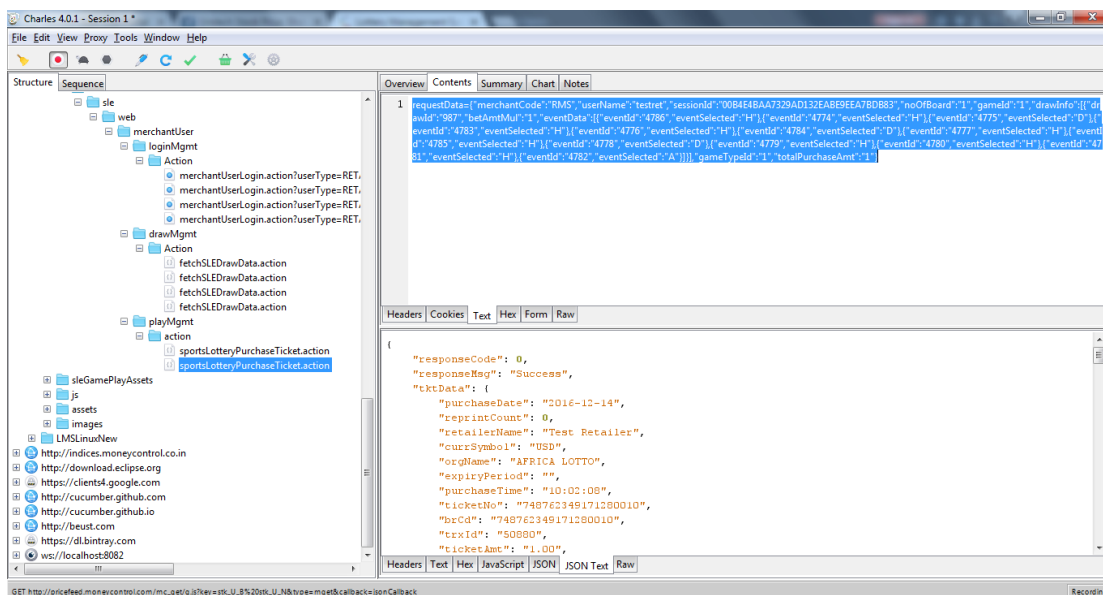 Charles 4.0.1 - Session 1 *
File Edit View Proxy Tools Window Help
Structure Sequence
sle
web
merchantUser
loginMgmt
Action
merchantUserLogin.action?userType=RET
merchantUserLogin.action?userType=RET
merchantUserLogin.action?userType=RET
merchantUserLogin.action?userType=RET
drawMgmt
Action
fetchSLEDrawData.action
fetchSLEDrawData.action
fetchSLEDrawData.action
fetchSLEDrawData.action
playMgmt
action
sportsLotteryPurchaseTicket.action
sportsLotteryPurchaseTicket.action
sleGamePlayAssets
js
assets
images
LMSLinuxNew
http://indices.moneycontrol.co.in
http://download.eclipse.org
https://clients4.google.com
http://cucumber.github.com
http://cucumber.github.io
http://beust.com
https://dl.bintray.com
ws://localhost:8082
Overview Contents Summary Chart Notes
1 requestData={"merchantCode":"RMS","userName":"testret","sessionId":"00B4E4BAA7329AD132EABE9EEA7BDB83","noOfBoard":"1","gameId":"1","drawInfo":[{"dr
awId":"987","betAmtMul":"1","eventData":[{"eventId":"4786","eventSelected":"H"},{"eventId":"4774","eventSelected":"H"},{"eventId":"4775","eventSelected":"D"},{"
eventId":"4783","eventSelected":"H"},{"eventId":"4776","eventSelected":"H"},{"eventId":"4784","eventSelected":"D"},{"eventId":"4777","eventSelected":"H"},{"eventI
d":"4785","eventSelected":"H"},{"eventId":"4778","eventSelected":"D"},{"eventId":"4779","eventSelected":"H"},{"eventId":"4780","eventSelected":"H"},{"eventId":"47
81","eventSelected":"H"},{"eventId":"4782","eventSelected":"A"}]}],"gameTypeId":"1","totalPurchaseAmt":"1"}
Headers Cookies Text Hex Form Raw
{
"responseCode": 0,
"responseMsg": "Success",
"tktData": {
"purchaseDate": "2016-12-14",
"reprintCount": 0,
"retailerName": "Test Retailer",
"currSymbol": "USD",
"orgName": "AFRICA LOTTO",
"expiryPeriod": "",
"purchaseTime": "10:02:08",
"ticketNo": "748762349171280010",
"brCd": "748762349171280010",
"trxId": "50880",
"ticketAmt": "1.00",
Headers Text Hex JavaScript JSON JSON Text Raw
GET http://pricefeed.moneycontrol.com/mc_get/q.js?key=stk_U_B%20stk_U_N&type=mget&callback=jsonCallback
Recordin